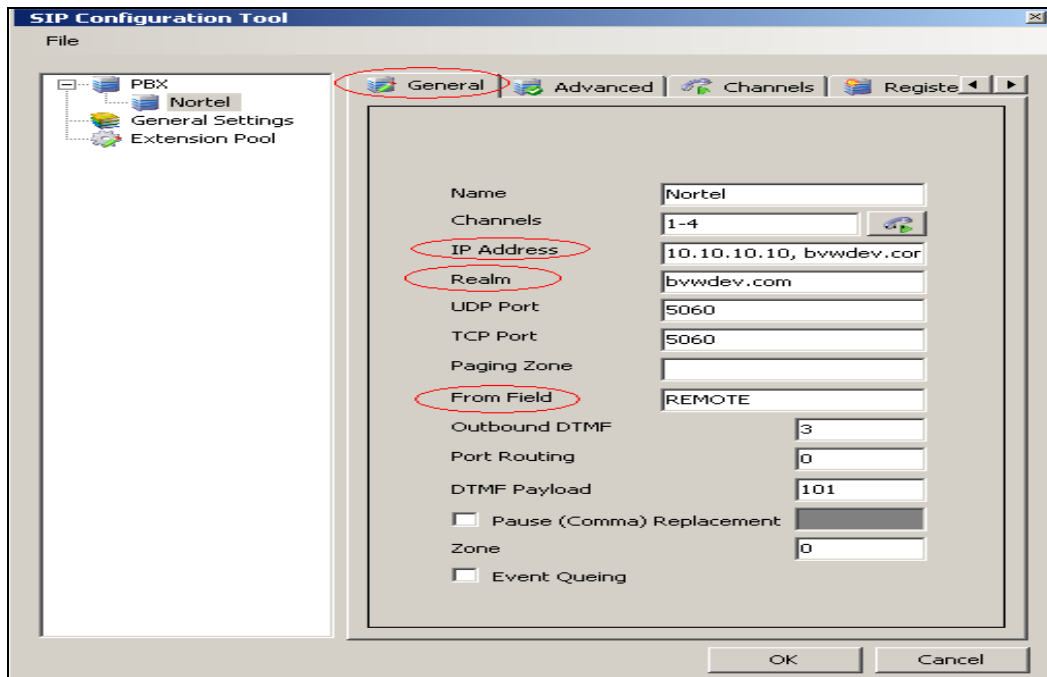 SIP Configuration Tool
File
PBX
Nortel
General Settings
Extension Pool
General
Advanced
Channels
Registe
Name
Nortel
Channels
1-4
IP Address
10.10.10.10, bvwdev.cor
Realm
bvwdev.com
UDP Port
5060
TCP Port
5060
Paging Zone
From Field
REMOTE
Outbound DTMF
3
Port Routing
0
DTMF Payload
101
Pause (Comma) Replacement
Zone
0
Event Queing
OK
Cancel